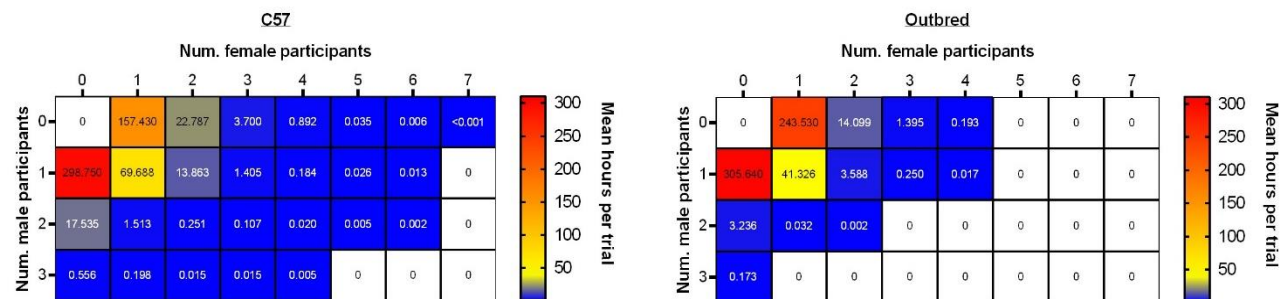 C57
Num. female participants
0 1 2 3 4 5 6 7
Num. male participants
0 0 157.430 22.787 3.700 0.892 0.035 0.006 <0.001
1 298.750 69.688 13.863 1.405 0.184 0.026 0.013 0
2 17.535 1.513 0.251 0.107 0.020 0.005 0.002 0
3 0.556 0.198 0.015 0.015 0.005 0 0 0
300
250
200
150
100
50
Mean hours per trial
Outbred
Num. female participants
0 1 2 3 4 5 6 7
Num. male participants
0 0 243.530 14.099 1.395 0.193 0 0 0
1 305.640 41.326 3.588 0.250 0.017 0 0 0
2 3.236 0.032 0.002 0 0 0 0 0
3 0.173 0 0 0 0 0 0 0
300
250
200
150
100
50
Mean hours per trial